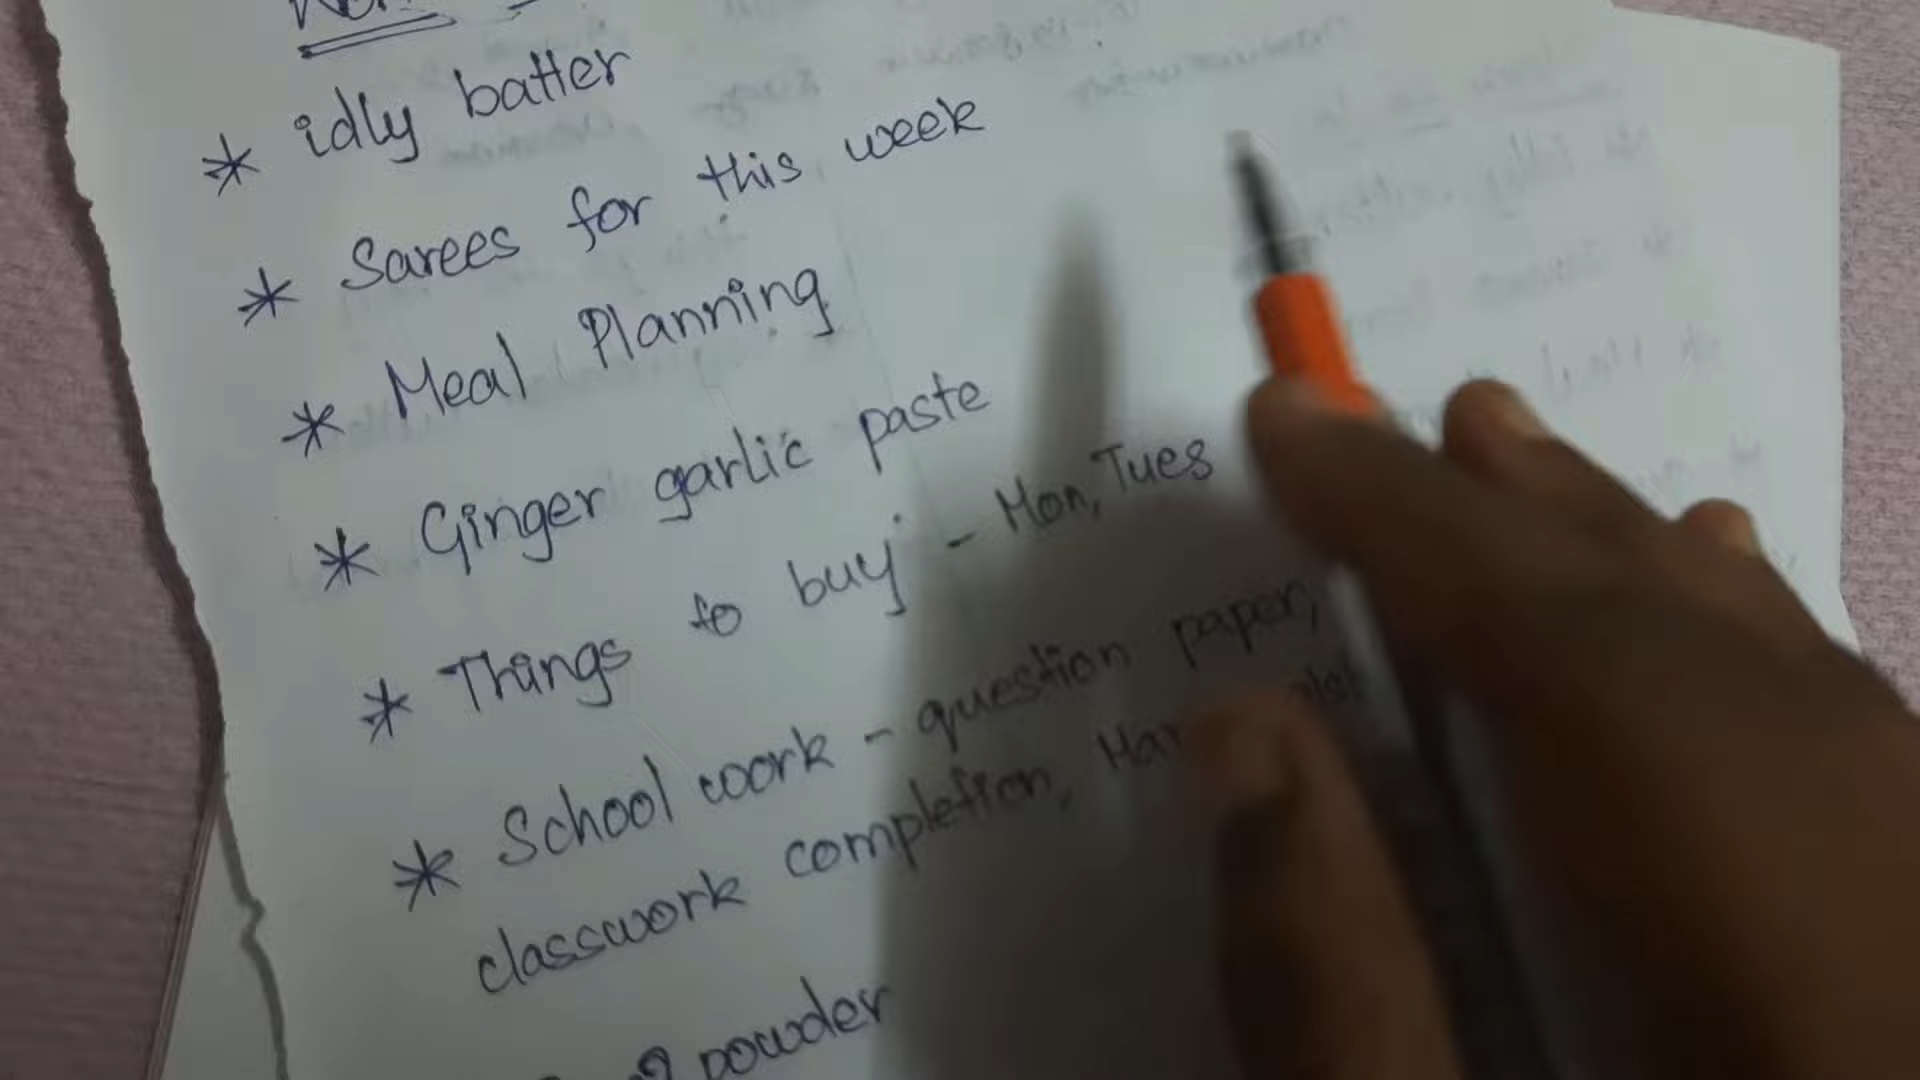 * idly batter
* Sarees for this week
* Meal Planning
* Ginger garlic paste
* Things to buy - Mon, Tues
* School work - question paper,
classwork completion,
powder